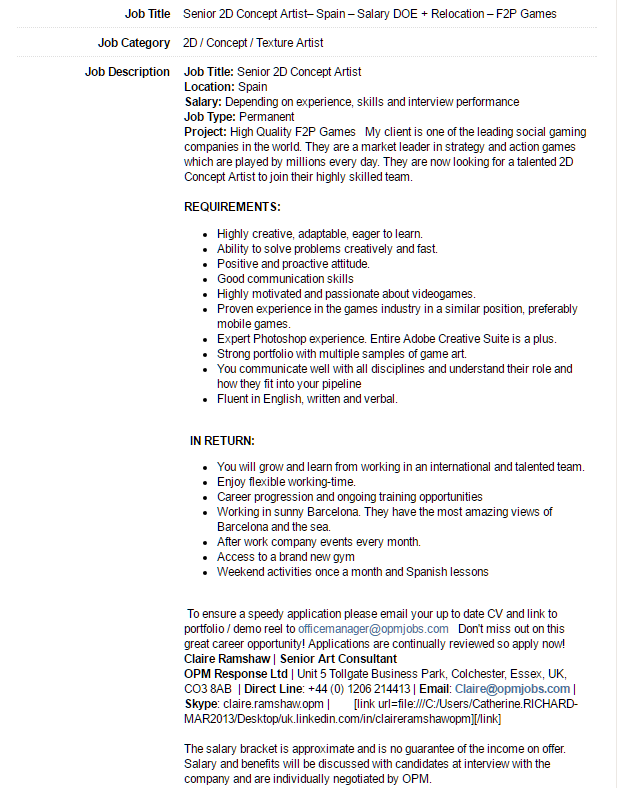 Job Title Senior 2D Concept Artist– Spain – Salary DOE + Relocation – F2P Games
Job Category 2D / Concept / Texture Artist
Job Description Job Title: Senior 2D Concept Artist
Location: Spain
Salary: Depending on experience, skills and interview performance
Job Type: Permanent
Project: High Quality F2P Games My client is one of the leading social gaming
companies in the world. They are a market leader in strategy and action games
which are played by millions every day. They are now looking for a talented 2D
Concept Artist to join their highly skilled team.
REQUIREMENTS:
• Highly creative, adaptable, eager to learn.
• Ability to solve problems creatively and fast.
• Positive and proactive attitude.
• Good communication skills
• Highly motivated and passionate about videogames.
• Proven experience in the games industry in a similar position, preferably
mobile games.
• Expert Photoshop experience. Entire Adobe Creative Suite is a plus.
• Strong portfolio with multiple samples of game art.
• You communicate well with all disciplines and understand their role and
how they fit into your pipeline
• Fluent in English, written and verbal.
IN RETURN:
• You will grow and learn from working in an international and talented team.
• Enjoy flexible working-time.
• Career progression and ongoing training opportunities
• Working in sunny Barcelona. They have the most amazing views of
Barcelona and the sea.
• After work company events every month.
• Access to a brand new gym
• Weekend activities once a month and Spanish lessons
To ensure a speedy application please email your up to date CV and link to
portfolio / demo reel to officemanager@opmjobs.com Don't miss out on this
great career opportunity! Applications are continually reviewed so apply now!
Claire Ramshaw | Senior Art Consultant
OPM Response Ltd | Unit 5 Tollgate Business Park, Colchester, Essex, UK,
CO3 8AB | Direct Line: +44 (0) 1206 214413 | Email: Claire@opmjobs.com |
Skype: claire.ramshaw.opm | [link url=file:///C:/Users/Catherine.RICHARD-
MAR2013/Desktop/uk.linkedin.com/in/claireramshawopm][/link]
The salary bracket is approximate and is no guarantee of the income on offer.
Salary and benefits will be discussed with candidates at interview with the
company and are individually negotiated by OPM.